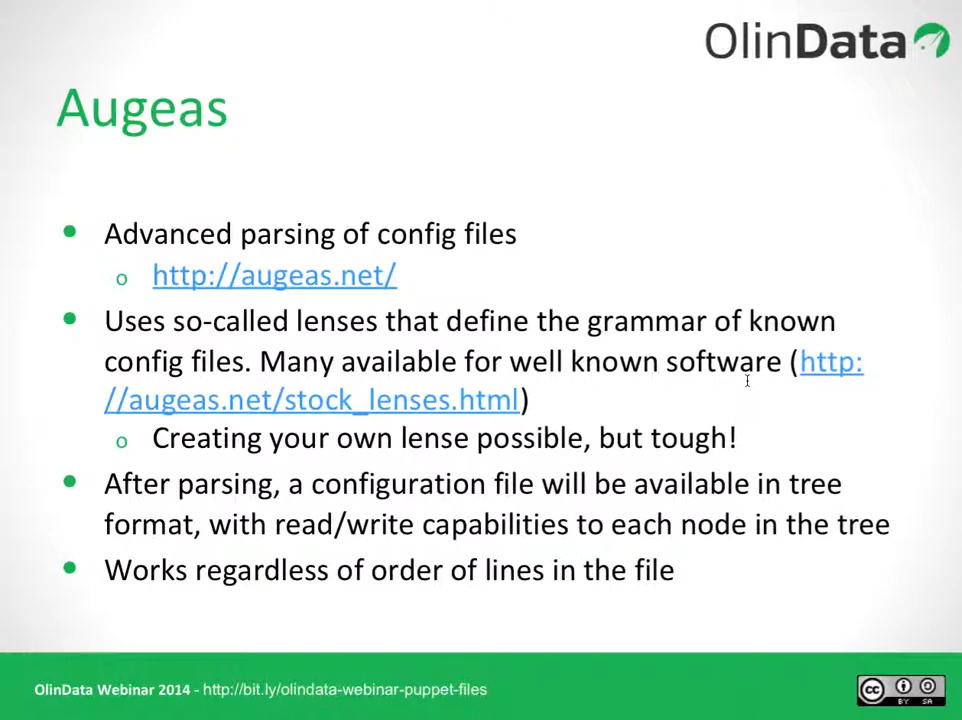 OlinData
Augeas
• Advanced parsing of config files
o http://augeas.net/
• Uses so-called lenses that define the grammar of known
config files. Many available for well known software (http:
//augeas.net/stock_lenses.html)
o Creating your own lense possible, but tough!
• After parsing, a configuration file will be available in tree
format, with read/write capabilities to each node in the tree
• Works regardless of order of lines in the file
OlinData Webinar 2014 - http://bit.ly/olindata-webinar-puppet-files
cc
BY SA